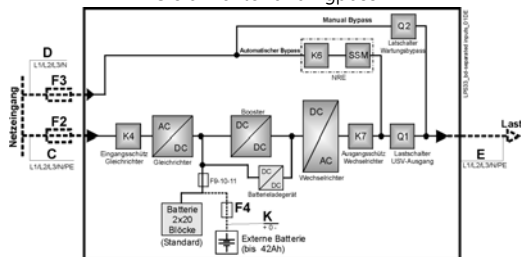 Manual Bypass
Q2
Lastschalter
Wartungsbypass
D
L1/L2/L3/N
Automatischer Bypass
K6
SSM
NRE
F3
Netzeingang
F2
C
L1/L2/L3/N/PE
K4
Eingangsschütz
Gleichrichter
AC
DC
Gleichrichter
Booster
DC
DC
DC
AC
Wechselrichter
K7
Ausgangsschütz
Wechselrichter
Q1
Lastschalter
USV-Ausgang
Last
E
L1/L2/L3/N/PE
DC
DC
Batterieladegerät
F9-10-11
Batterie
2x20
Blöcke
(Standard)
F4
K
+ 0 -
Externe Batterie
(bis 42Ah)